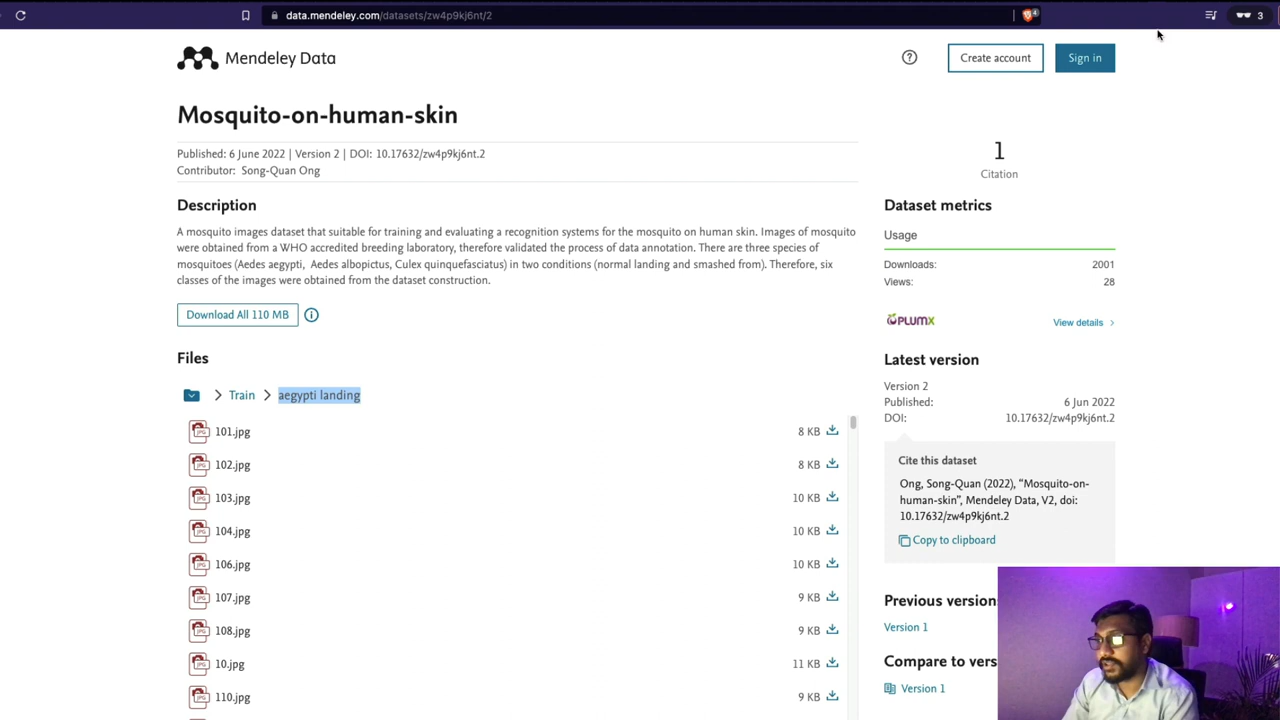 data.mendeley.com/datasets/zw4p9kj6nt/2
4
3
Mendeley Data
Create account
Sign in
Mosquito-on-human-skin
Published: 6 June 2022 | Version 2 | DOI: 10.17632/zw4p9kj6nt.2
Contributor: Song-Quan Ong
1
Citation
Description
A mosquito images dataset that suitable for training and evaluating a recognition systems for the mosquito on human skin. Images of mosquito
were obtained from a WHO accredited breeding laboratory, therefore validated the process of data annotation. There are three species of
mosquitoes (Aedes aegypti, Aedes albopictus, Culex quinquefasciatus) in two conditions (normal landing and smashed from). Therefore, six
classes of the images were obtained from the dataset construction.
Download All 110 MB
Files
Train > aegypti landing
101.jpg 8 KB
102.jpg 8 KB
103.jpg 10 KB
104.jpg 10 KB
106.jpg 10 KB
107.jpg 9 KB
108.jpg 9 KB
10.jpg 11 KB
110.jpg 9 KB
Dataset metrics
Usage
Downloads: 2001
Views: 28
PLUMX
View details >
Latest version
Version 2
Published: 6 Jun 2022
DOI: 10.17632/zw4p9kj6nt.2
Cite this dataset
Ong, Song-Quan (2022), “Mosquito-on-
human-skin”, Mendeley Data, V2, doi:
10.17632/zw4p9kj6nt.2
Copy to clipboard
Previous version
Version 1
Compare to vers
Version 1